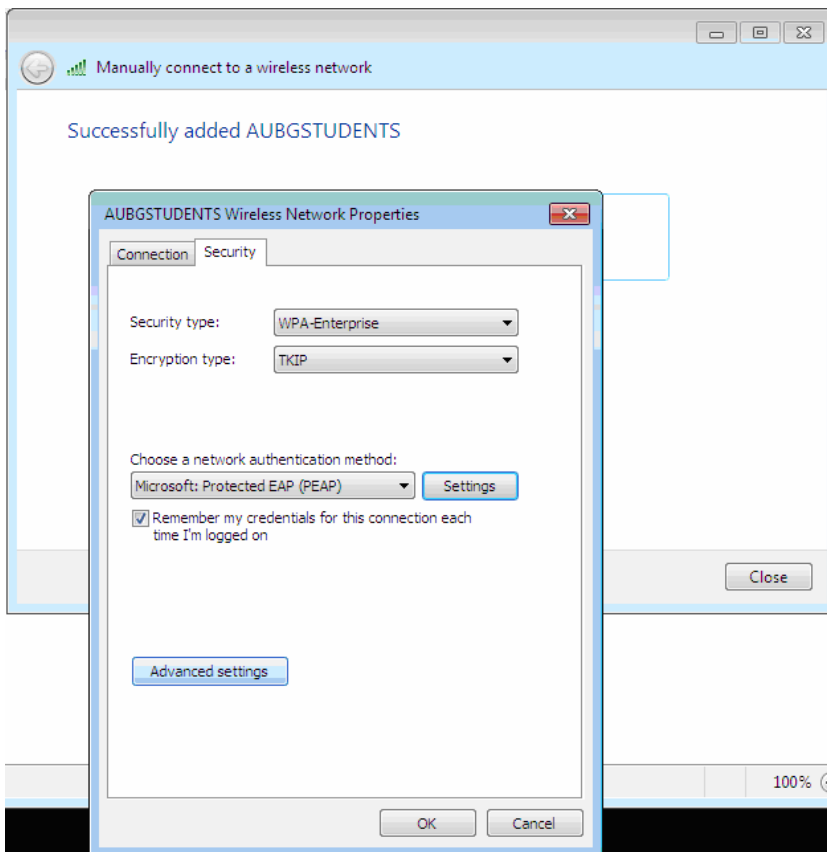 Manually connect to a wireless network
Successfully added AUBGSTUDENTS
AUBGSTUDENTS Wireless Network Properties
Connection
Security
Security type:
WPA-Enterprise
Encryption type:
TKIP
Choose a network authentication method:
Microsoft: Protected EAP (PEAP)
Settings
Remember my credentials for this connection each
time I'm logged on
Advanced settings
OK
Cancel
Close
100%